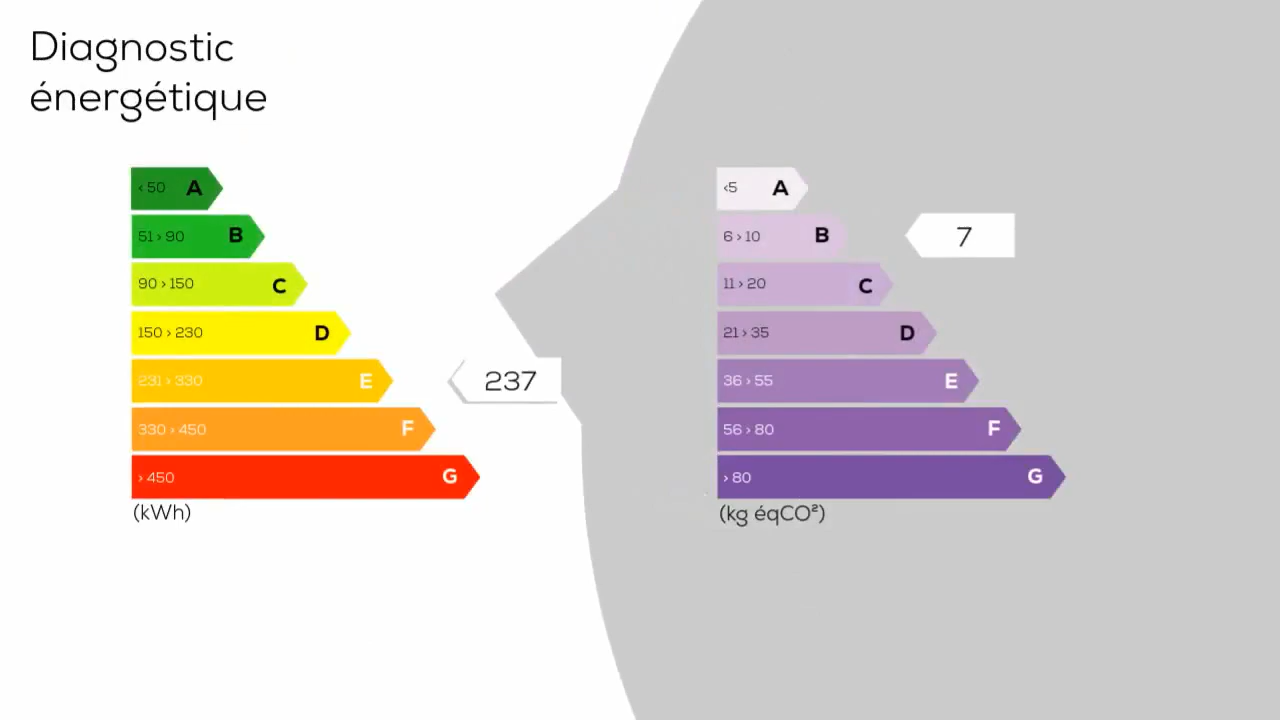 Diagnostic
énergétique
< 50 A
51 > 90 B
90 > 150 C
150 > 230 D
231 > 330 E
237
330 > 450 F
> 450 G
(kWh)
<5 A
6 > 10 B
7
11 > 20 C
21 > 35 D
36 > 55 E
56 > 80 F
> 80 G
(kg éqCO²)